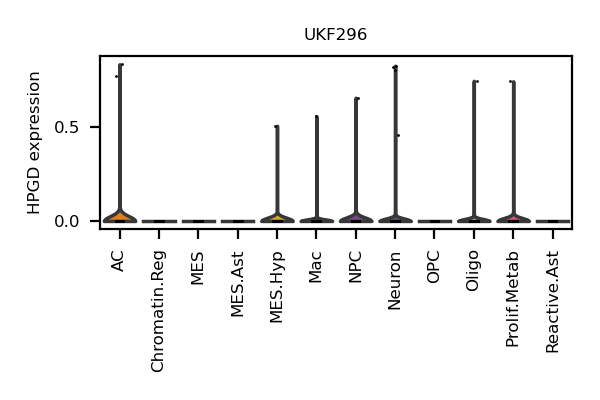 UKF296
HPGD expression
0.5
0.0
AC
Chromatin.Reg
MES
MES.Ast
MES.Hyp
Mac
NPC
Neuron
OPC
Oligo
Prolif.Metab
Reactive.Ast